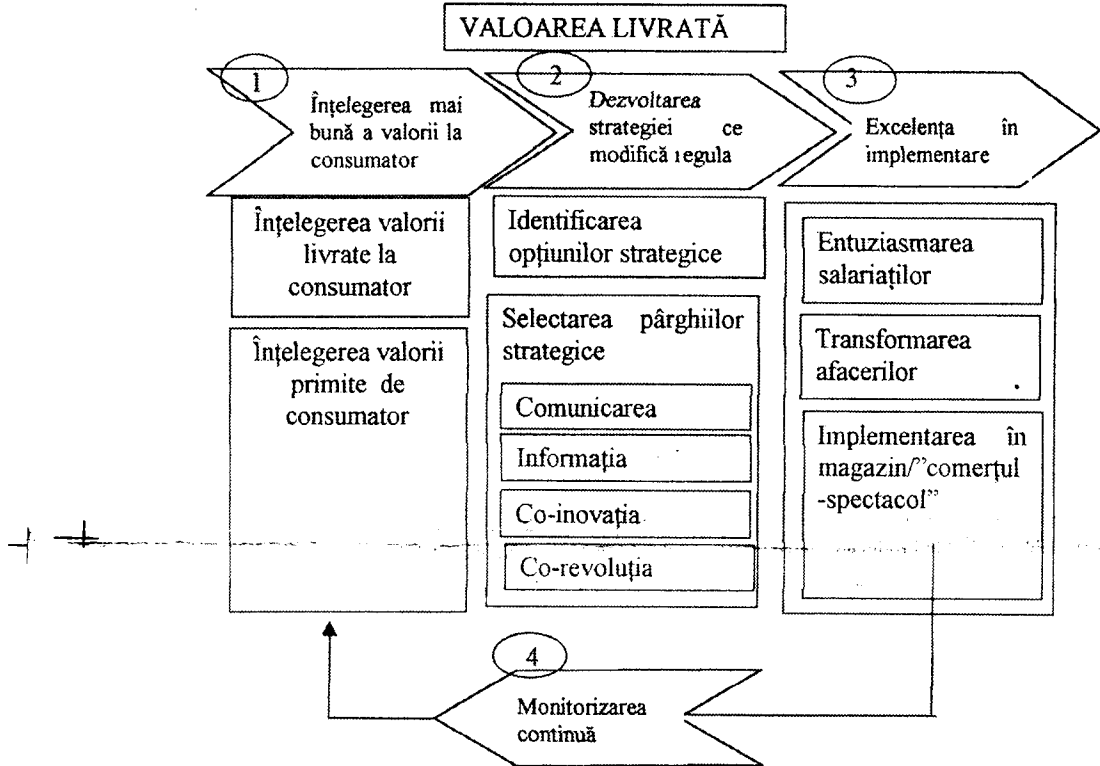 VALOAREA LIVRATĂ
1
Înțelegerea mai
bună a valorii la
consumator
2
Dezvoltarea
strategiei ce
modifică regula
3
Excelența în
implementare
Înțelegerea valorii
livrate la
consumator
Înțelegerea valorii
primite de
consumator
Identificarea
opțiunilor strategice
Selectarea pârghiilor
strategice
Comunicarea
Informația
Co-inovația
Co-revoluția
Entuziasmarea
salariaților
Transformarea
afacerilor
Implementarea în
magazin/”comerțul
-spectacol”
4
Monitorizarea
continuă